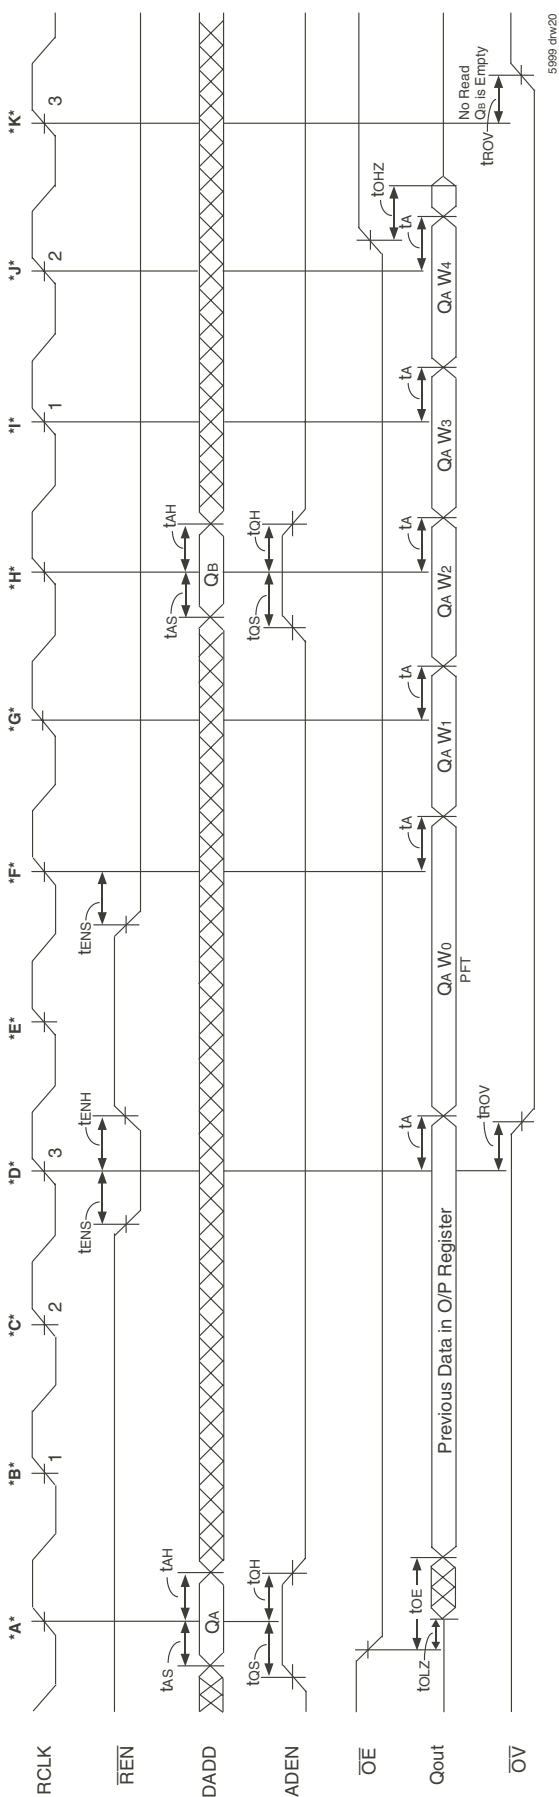 *A* *B* *C* *D* *E* *F* *G* *H* *I* *J* *K*
RCLK 1 2 3 1 2 3
tENS tENH tENS
REN
tAS tAH tAS tAH
DADD QA QB
tQS tQH tQS tQH
ADEN
OE
tOLZ tOE tA tA tA tA tA tA tA tOHZ
Qout Previous Data in O/P Register QA W0 QA W1 QA W2 QA W3 QA W4
PFT
No Read
QB is Empty
tROV tROV
OV
5999 drw20